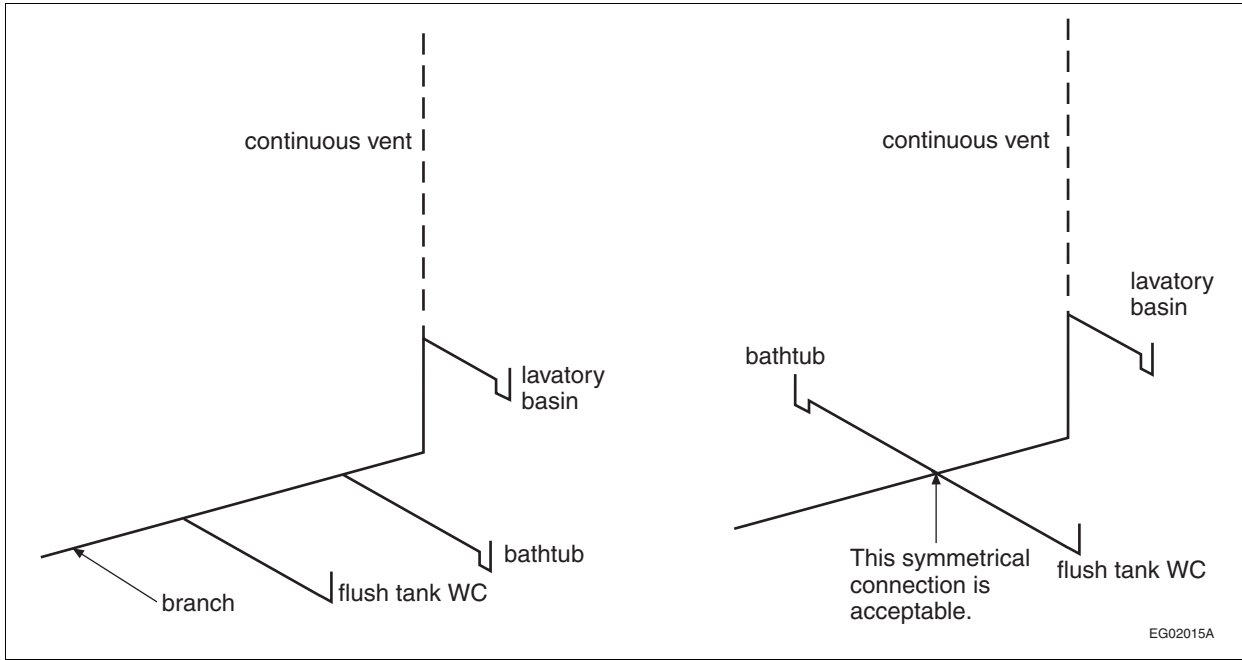 continuous vent
lavatory
basin
bathtub
flush tank WC
branch
continuous vent
lavatory
basin
bathtub
This symmetrical
connection is
acceptable.
flush tank WC
EG02015A